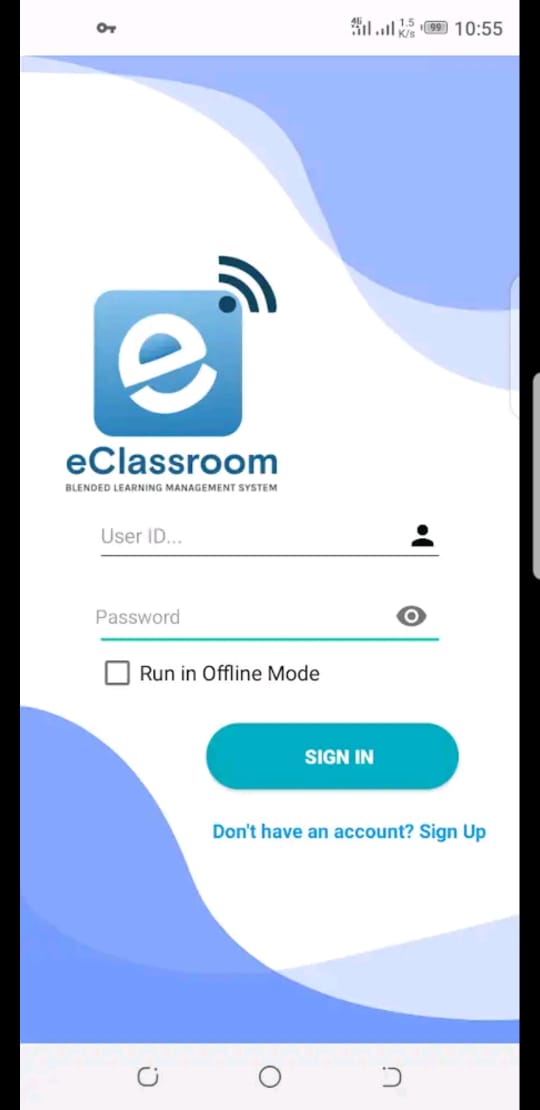 4G 1.5 K/s 99 10:55
eClassroom
BLENDED LEARNING MANAGEMENT SYSTEM
User ID...
Password
Run in Offline Mode
SIGN IN
Don't have an account? Sign Up